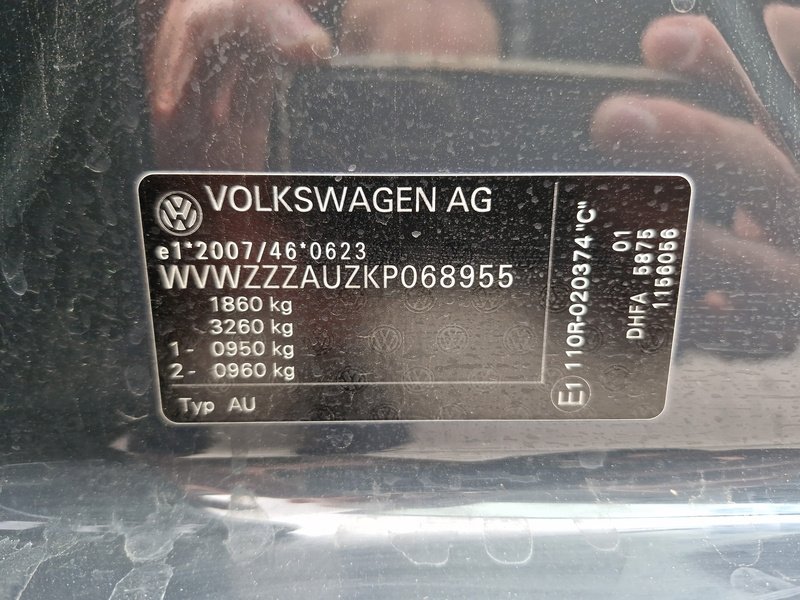 VOLKSWAGEN AG
e1*2007/46*0623
WVWZZZAUZKP068955
1860 kg
3260 kg
1- 0950 kg
2- 0960 kg
Typ AU
E1 110R-020374 "C"
01
DHFA 5875
1156056